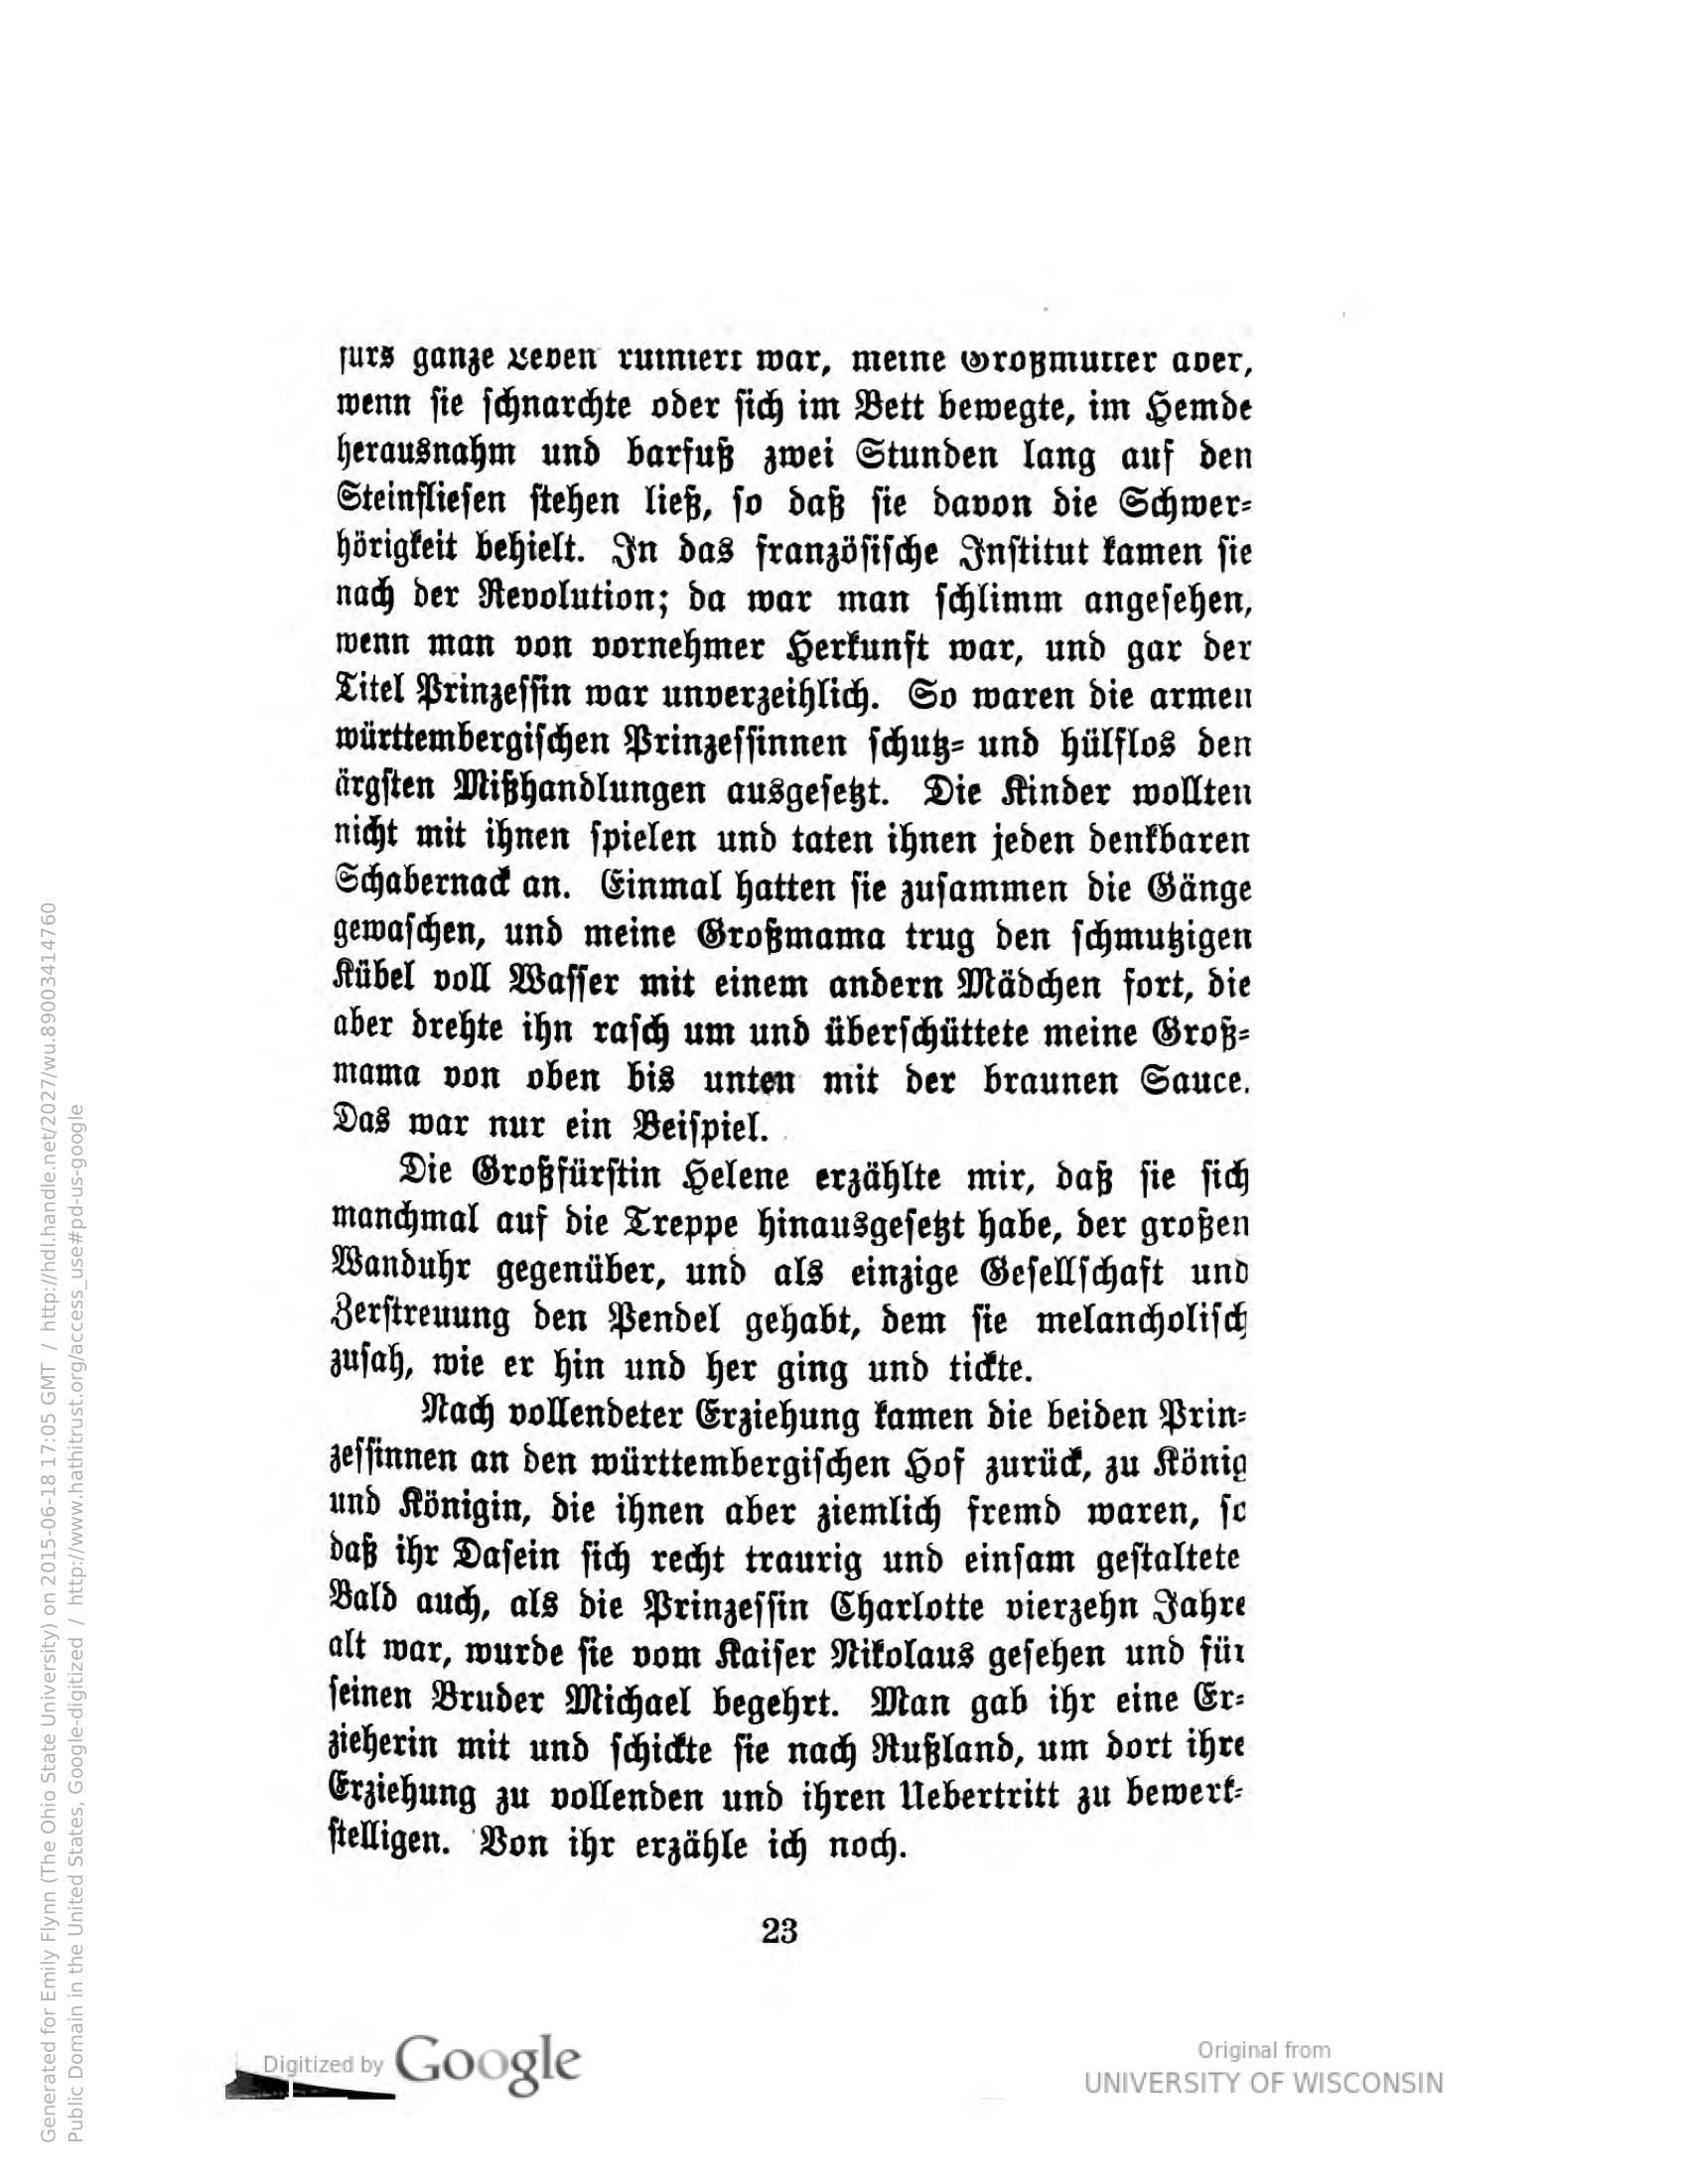 fürs ganze Leben ruiniert war, meine Großmutter aber,
wenn sie schnarchte oder sich im Bett bewegte, im Hemde
herausnahm und barfuß zwei Stunden lang auf den
Steinfliesen stehen ließ, so daß sie davon die Schwer-
hörigkeit behielt. In das französische Institut kamen sie
nach der Revolution; da war man schlimm angesehen,
wenn man von vornehmer Herkunft war, und gar der
Titel Prinzessin war unverzeihlich. So waren die armen
württembergischen Prinzessinnen schutz- und hülflos den
ärgsten Mißhandlungen ausgesetzt. Die Kinder wollten
nicht mit ihnen spielen und taten ihnen jeden denkbaren
Schabernack an. Einmal hatten sie zusammen die Gänge
gewaschen, und meine Großmama trug den schmutzigen
Kübel voll Wasser mit einem andern Mädchen fort, die
aber drehte ihn rasch um und überschüttete meine Groß-
mama von oben bis unten mit der braunen Sauce.
Das war nur ein Beispiel.
Die Großfürstin Helene erzählte mir, daß sie sich
manchmal auf die Treppe hinausgesetzt habe, der großen
Wanduhr gegenüber, und als einzige Gesellschaft und
Zerstreuung den Pendel gehabt, dem sie melancholisch
zusah, wie er hin und her ging und tickte.
Nach vollendeter Erziehung kamen die beiden Prin-
zessinnen an den württembergischen Hof zurück, zu König
und Königin, die ihnen aber ziemlich fremd waren, so
daß ihr Dasein sich recht traurig und einsam gestaltete
Bald auch, als die Prinzessin Charlotte vierzehn Jahre
alt war, wurde sie vom Kaiser Nikolaus gesehen und für
seinen Bruder Michael begehrt. Man gab ihr eine Er-
zieherin mit und schickte sie nach Rußland, um dort ihre
Erziehung zu vollenden und ihren Uebertritt zu bewerk-
stelligen. Von ihr erzähle ich noch.
23
Generated for Emily Flynn (The Ohio State University) on 2015-06-18 17:05 GMT / http://hdl.handle.net/2027/wu.89003414760
Public Domain in the United States, Google-digitized / http://www.hathitrust.org/access_use#pd-us-google
Digitized by Google
Original from
UNIVERSITY OF WISCONSIN